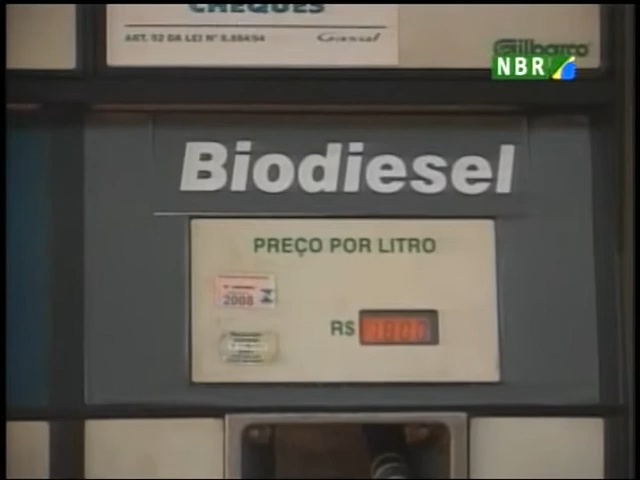 CHEQUES
ART. 52 DA LEI Nº 8.884/94
Gilbarco
NBR
Biodiesel
PREÇO POR LITRO
2008
R$